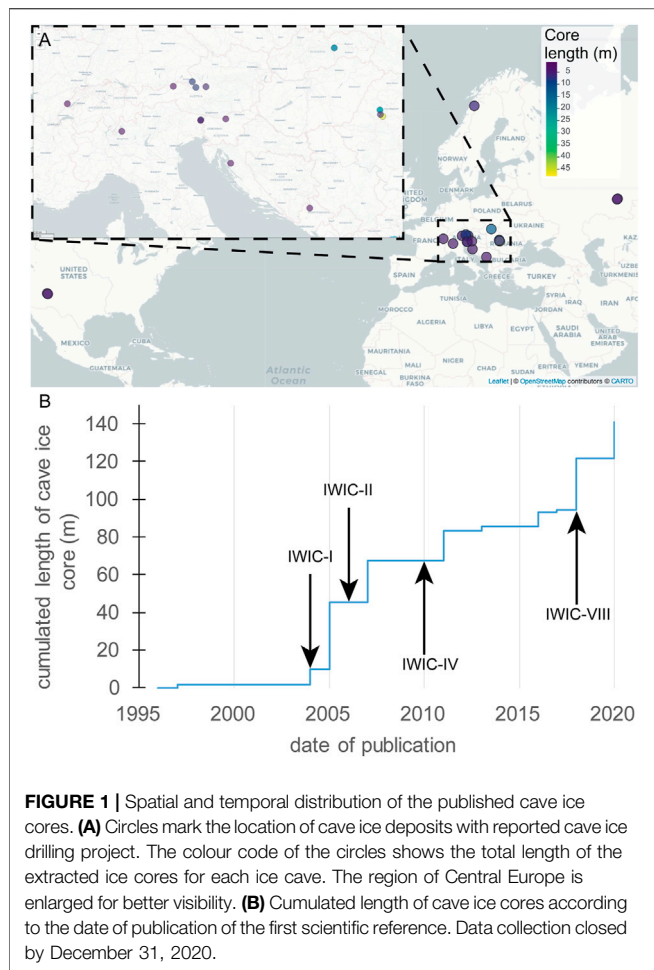 A
Core
length (m)
5
10
15
20
25
30
35
40
45
NORWAY
FINLAND
DENMARK
BELARUS
BELGIUM
POLAND
UKRAINE
FRANCE
ROMANIA
ITALY
BULGARIA
SPAIN
GREECE
TURKEY
TURKMENISTAN
UNITED
STATES
TUNISIA
SYRIA
IRAQ
IRAN
MOROCCO
JORDAN
ALGERIA
LIBYA
EGYPT
SAUDI
ARABIA
UNITED
ARAB
EMIRATES
MEXICO
CUBA
GUATEMALA
MAURITANIA
MALI
NIGER
CHAD
SUDAN
ERITREA
YEMEN
SENEGAL
BURKINA
FASO
Atlantic
Ocean
Leaflet | © OpenStreetMap contributors © CARTO
B
140
120
100
80
60
40
20
0
cumulated length of cave ice
core (m)
IWIC-I
IWIC-II
IWIC-IV
IWIC-VIII
1995
2000
2005
2010
2015
2020
date of publication
FIGURE 1 | Spatial and temporal distribution of the published cave ice
cores. (A) Circles mark the location of cave ice deposits with reported cave ice
drilling project. The colour code of the circles shows the total length of the
extracted ice cores for each ice cave. The region of Central Europe is
enlarged for better visibility. (B) Cumulated length of cave ice cores according
to the date of publication of the first scientific reference. Data collection closed
by December 31, 2020.